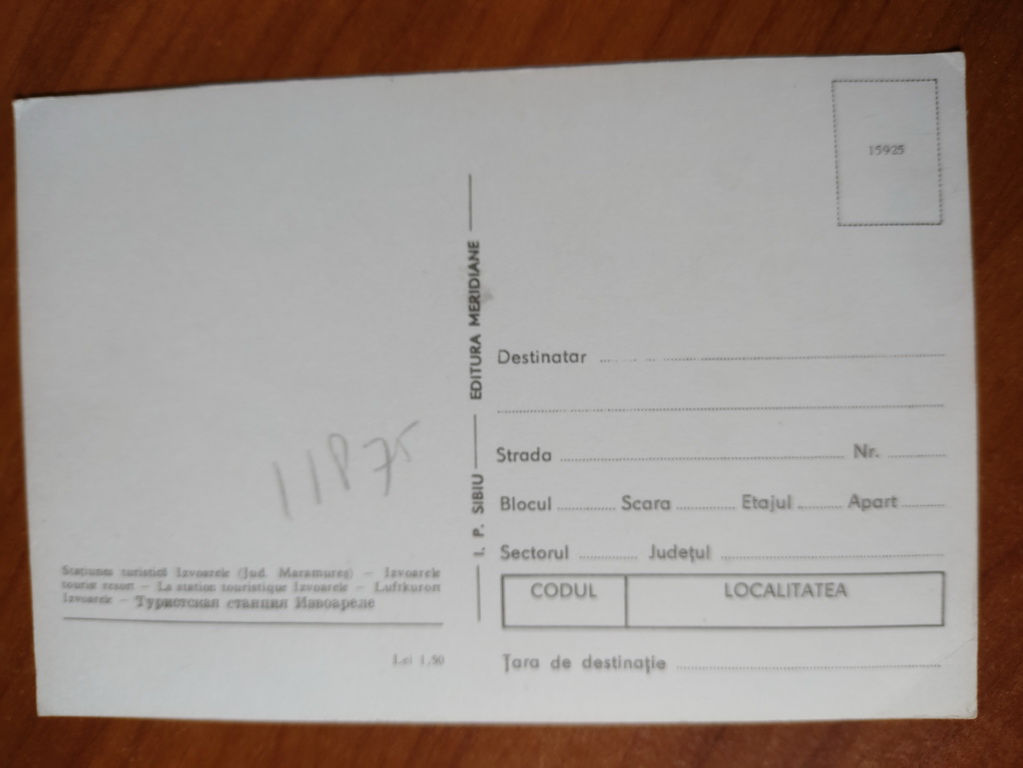 11875
Stațiunea turistică Izvoarele (Jud. Maramureș) — Izvoarele
tourist resort — La station touristique Izvoarele — Luftkurort
Izvoarele — Туристская станция Извоареле
Lei 1,50
I. P. SIBIU — EDITURA MERIDIANE
15925
Destinatar
Strada Nr.
Blocul Scara Etajul Apart
Sectorul Județul
CODUL LOCALITATEA
Țara de destinație